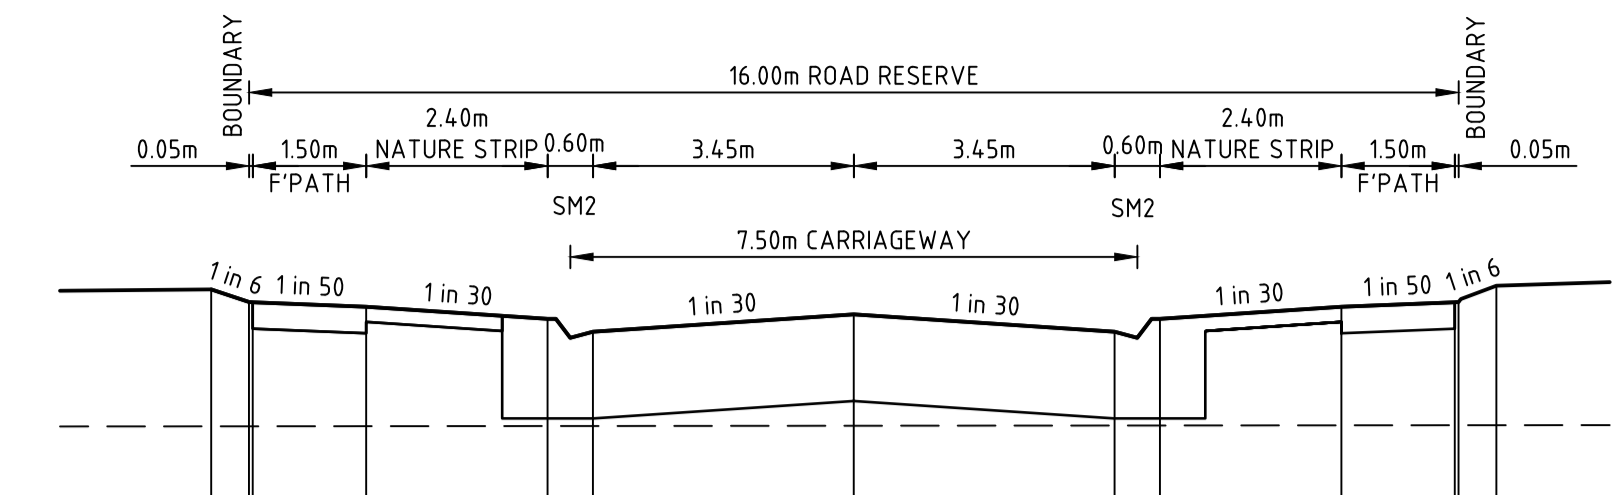 BOUNDARY
BOUNDARY
16.00m ROAD RESERVE
2.40m
2.40m
0.05m
1.50m
NATURE STRIP
0.60m
3.45m
3.45m
0.60m
NATURE STRIP
1.50m
0.05m
F'PATH
F'PATH
SM2
SM2
7.50m CARRIAGEWAY
1 in 6
1 in 50
1 in 30
1 in 30
1 in 30
1 in 30
1 in 50
1 in 6